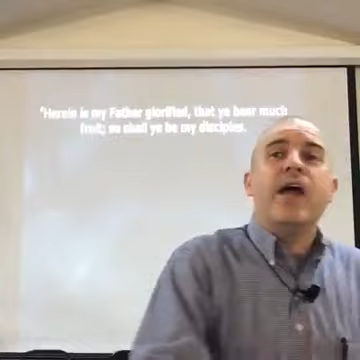 "Herein is my Father glorified, that ye bear much
fruit; so shall ye be my disciples.